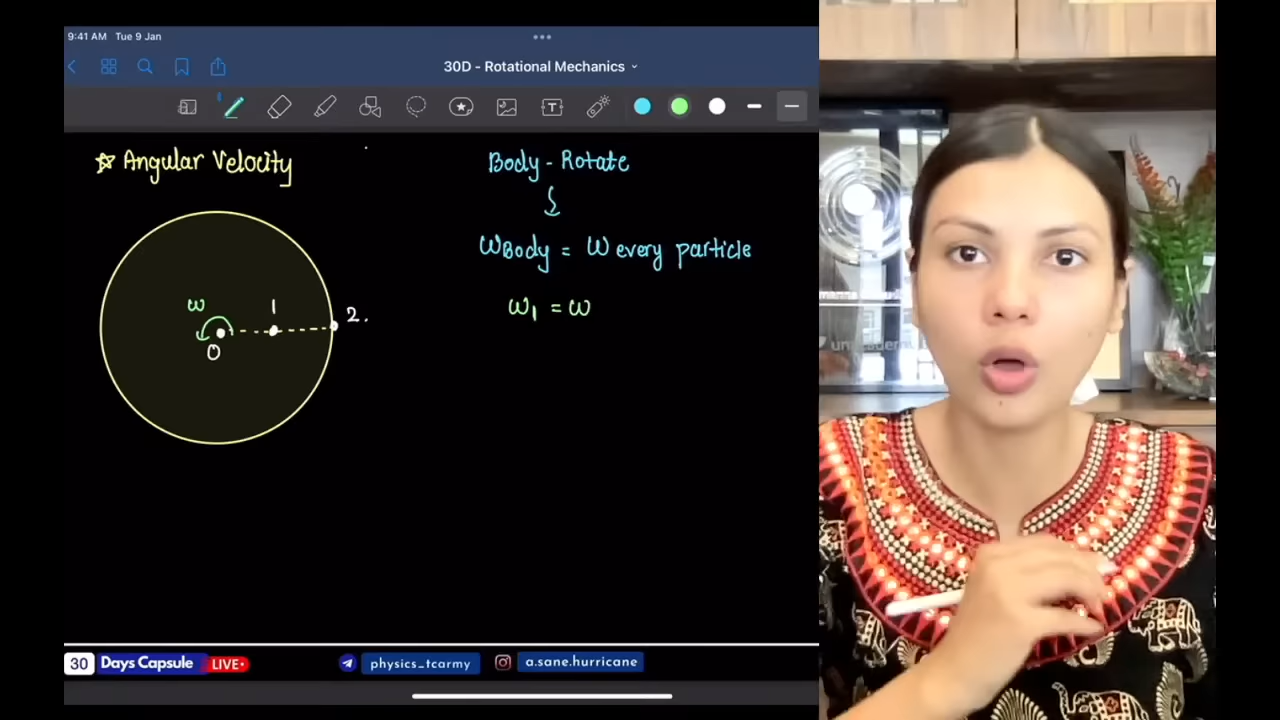 9:41 AM Tue 9 Jan
30D - Rotational Mechanics
☆ Angular Velocity
Body - Rotate
ωBody = ω every particle
ω
1
2.
ω₁ = ω
O
30 Days Capsule LIVE
physics_tcarmy
a.sane.hurricane